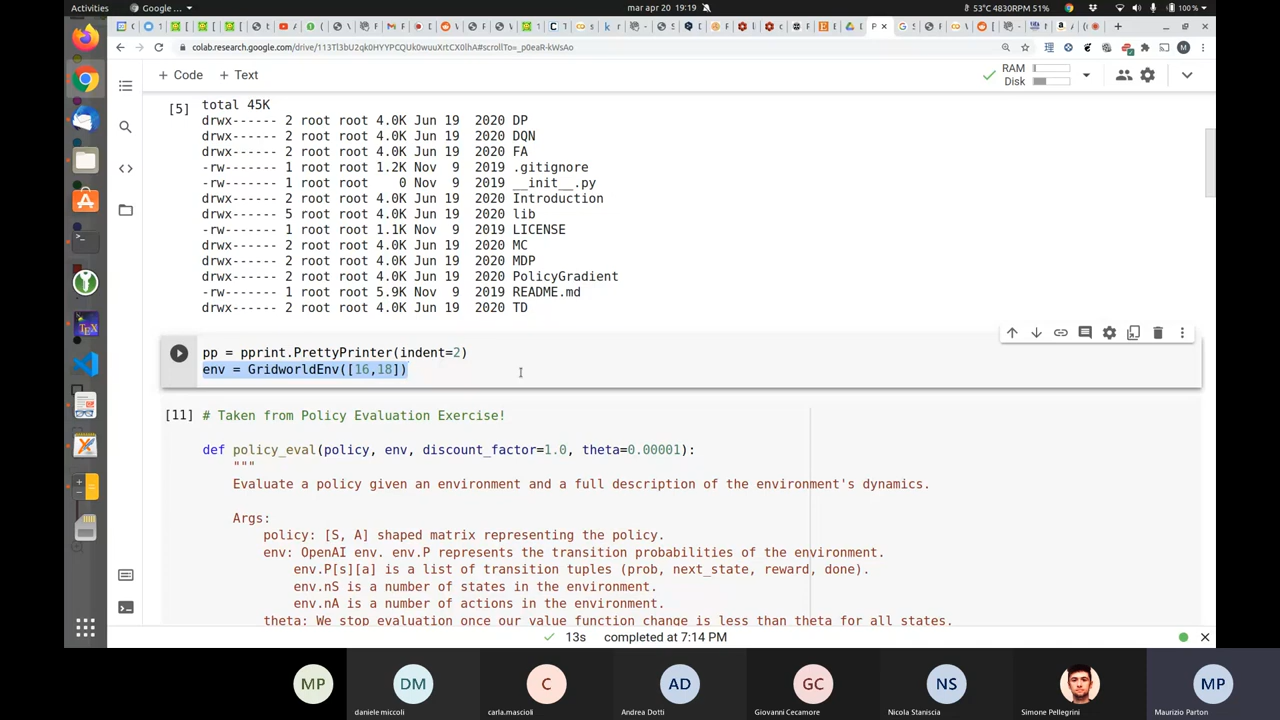 Activities
Google ...
mar apr 20 19:19
53°C 4830RPM 51%
100 %
colab.research.google.com/drive/113Tl3bU2qk0HYYPCQUk0wuuXrtCX0lhA#scrollTo=_p0eaR-kWsAo
+ Code + Text
RAM
Disk
[5]
total 45K
drwx------ 2 root root 4.0K Jun 19 2020 DP
drwx------ 2 root root 4.0K Jun 19 2020 DQN
drwx------ 2 root root 4.0K Jun 19 2020 FA
-rw------- 1 root root 1.2K Nov 9 2019 .gitignore
-rw------- 1 root root 0 Nov 9 2019 __init__.py
drwx------ 2 root root 4.0K Jun 19 2020 Introduction
drwx------ 5 root root 4.0K Jun 19 2020 lib
-rw------- 1 root root 1.1K Nov 9 2019 LICENSE
drwx------ 2 root root 4.0K Jun 19 2020 MC
drwx------ 2 root root 4.0K Jun 19 2020 MDP
drwx------ 2 root root 4.0K Jun 19 2020 PolicyGradient
-rw------- 1 root root 5.9K Nov 9 2019 README.md
drwx------ 2 root root 4.0K Jun 19 2020 TD
pp = pprint.PrettyPrinter(indent=2)
env = GridworldEnv([16,18])
[11] # Taken from Policy Evaluation Exercise!
def policy_eval(policy, env, discount_factor=1.0, theta=0.00001):
"""
Evaluate a policy given an environment and a full description of the environment's dynamics.
Args:
policy: [S, A] shaped matrix representing the policy.
env: OpenAI env. env.P represents the transition probabilities of the environment.
env.P[s][a] is a list of transition tuples (prob, next_state, reward, done).
env.nS is a number of states in the environment.
env.nA is a number of actions in the environment.
theta: We stop evaluation once our value function change is less than theta for all states.
13s completed at 7:14 PM
MP DM C AD GC NS MP
daniele miccoli carla.mascioli Andrea Dotti Giovanni Cecamore Nicola Staniscia Simone Pellegrini Maurizio Parton